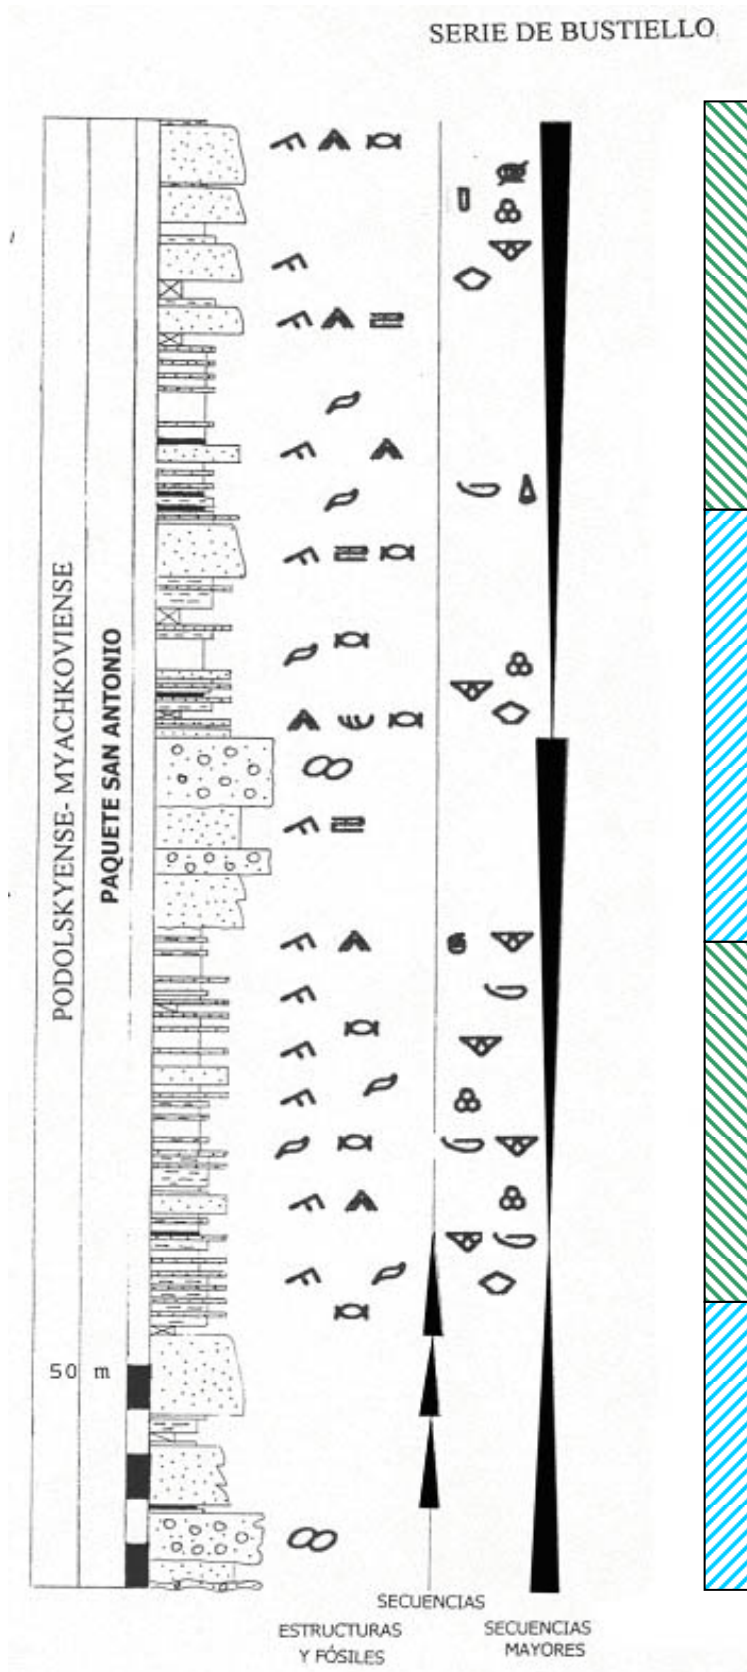 SERIE DE BUSTIELLO
PODOLSKYENSE- MYACHKOVIENSE
PAQUETE SAN ANTONIO
50 m
SECUENCIAS
ESTRUCTURAS
Y FÓSILES
SECUENCIAS
MAYORES